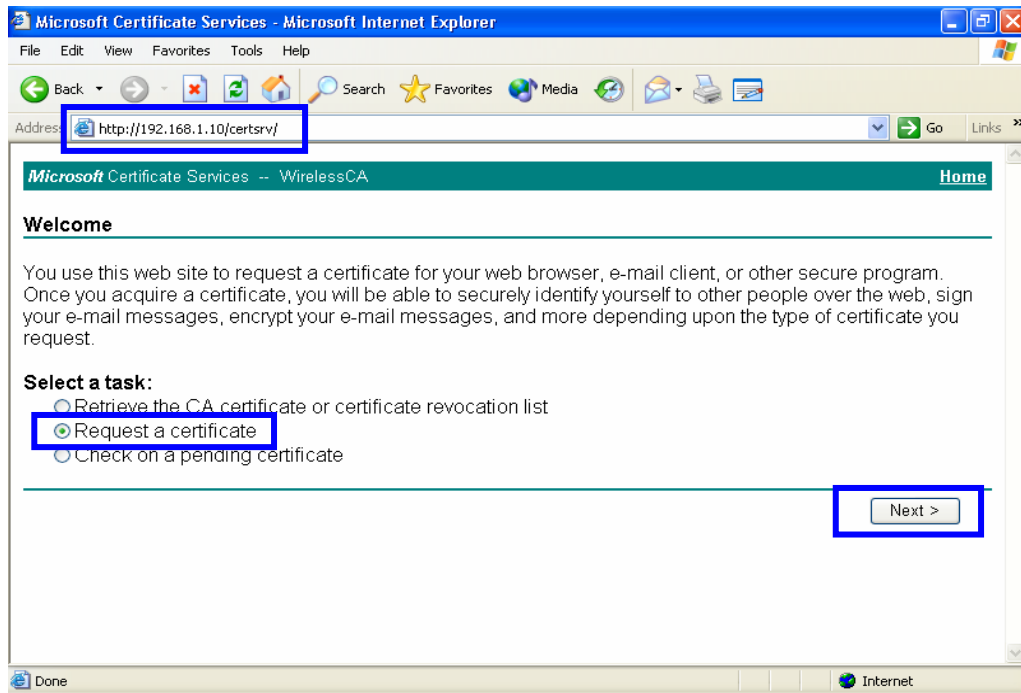 Microsoft Certificate Services - Microsoft Internet Explorer
File Edit View Favorites Tools Help
Back Search Favorites Media
Address http://192.168.1.10/certsrv/ Go Links »
Microsoft Certificate Services -- WirelessCA Home
Welcome
You use this web site to request a certificate for your web browser, e-mail client, or other secure program.
Once you acquire a certificate, you will be able to securely identify yourself to other people over the web, sign
your e-mail messages, encrypt your e-mail messages, and more depending upon the type of certificate you
request.
Select a task:
Retrieve the CA certificate or certificate revocation list
Request a certificate
Check on a pending certificate
Next >
Done Internet